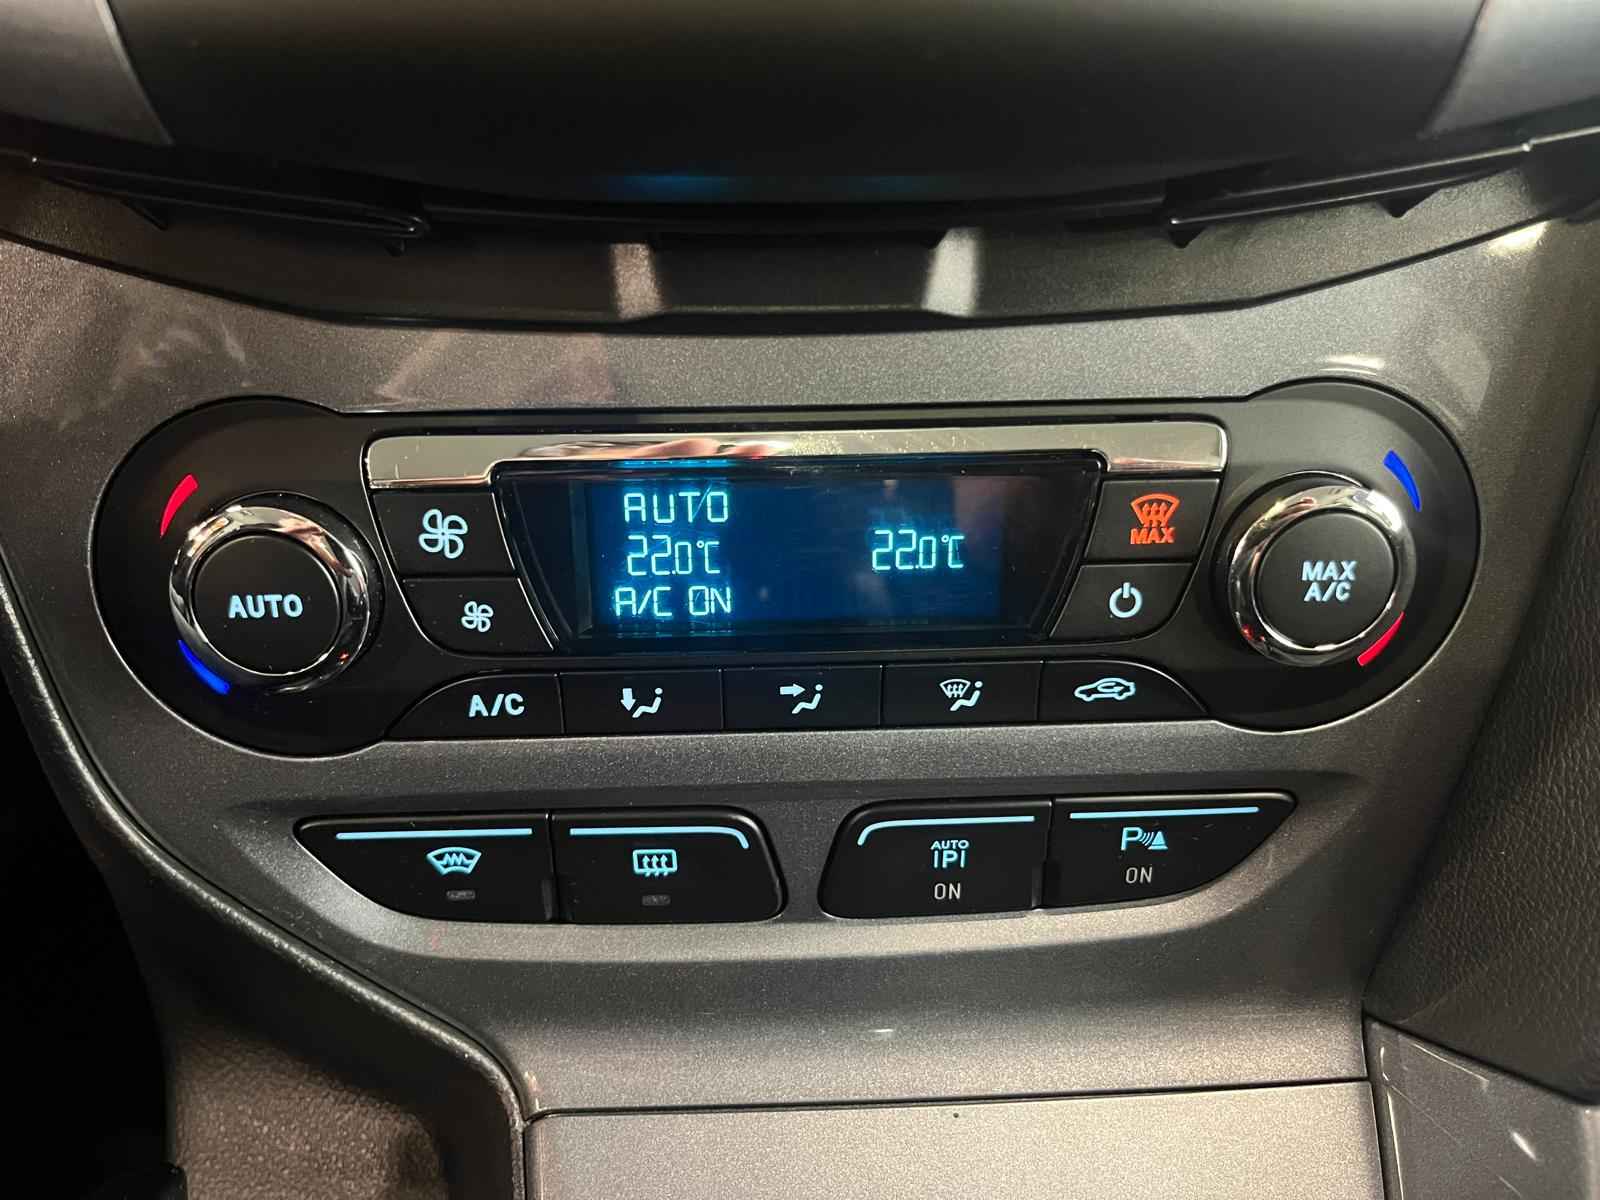 AUTO
22.0°C
A/C ON
22.0°C
MAX
AUTO
MAX
A/C
A/C
AUTO
IPI
ON
P
ON